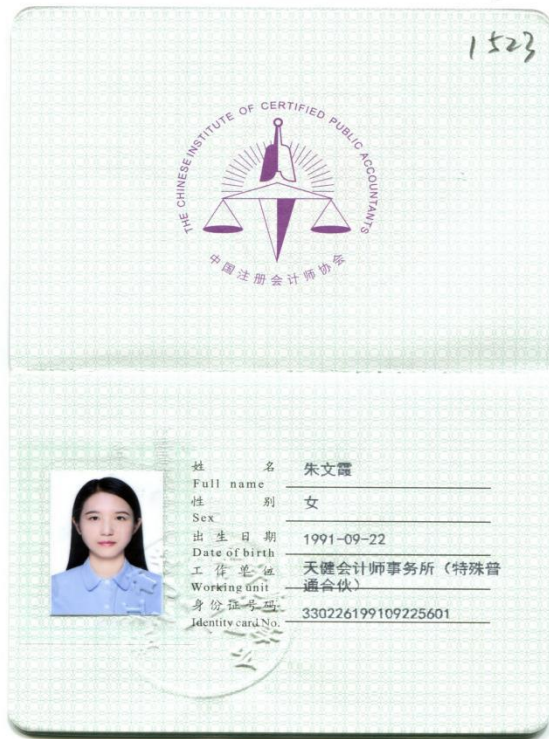 1523
THE CHINESE INSTITUTE OF CERTIFIED PUBLIC ACCOUNTANTS
中国注册会计师协会
姓名 朱文霞
Full name
性别 女
Sex
出生日期 1991-09-22
Date of birth
工作单位 天健会计师事务所（特殊普
Working unit 通合伙）
身份证号码 330226199109225601
Identity card No.